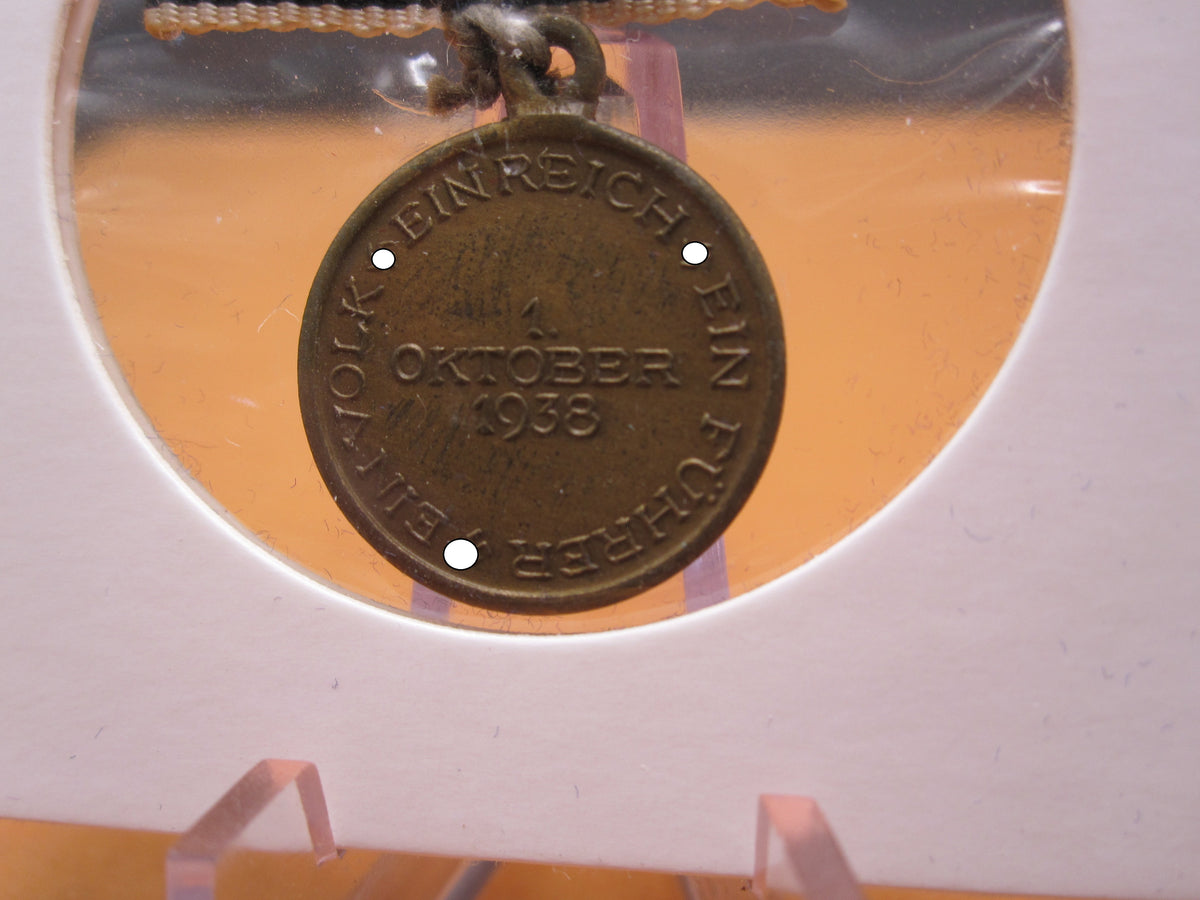 EIN VOLK EIN REICH EIN FÜHRER
1.
OKTOBER
1938